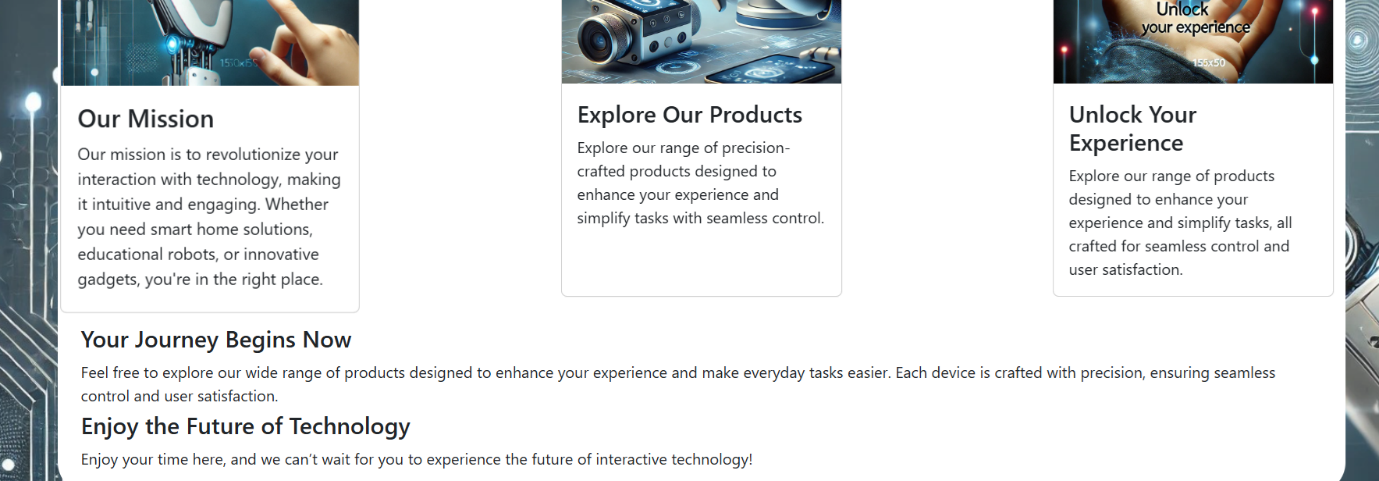 Unlock
your experience
1550x155
155x50
Our Mission
Our mission is to revolutionize your
interaction with technology, making
it intuitive and engaging. Whether
you need smart home solutions,
educational robots, or innovative
gadgets, you're in the right place.
Explore Our Products
Explore our range of precision-
crafted products designed to
enhance your experience and
simplify tasks with seamless control.
Unlock Your
Experience
Explore our range of products
designed to enhance your
experience and simplify tasks, all
crafted for seamless control and
user satisfaction.
Your Journey Begins Now
Feel free to explore our wide range of products designed to enhance your experience and make everyday tasks easier. Each device is crafted with precision, ensuring seamless
control and user satisfaction.
Enjoy the Future of Technology
Enjoy your time here, and we can’t wait for you to experience the future of interactive technology!